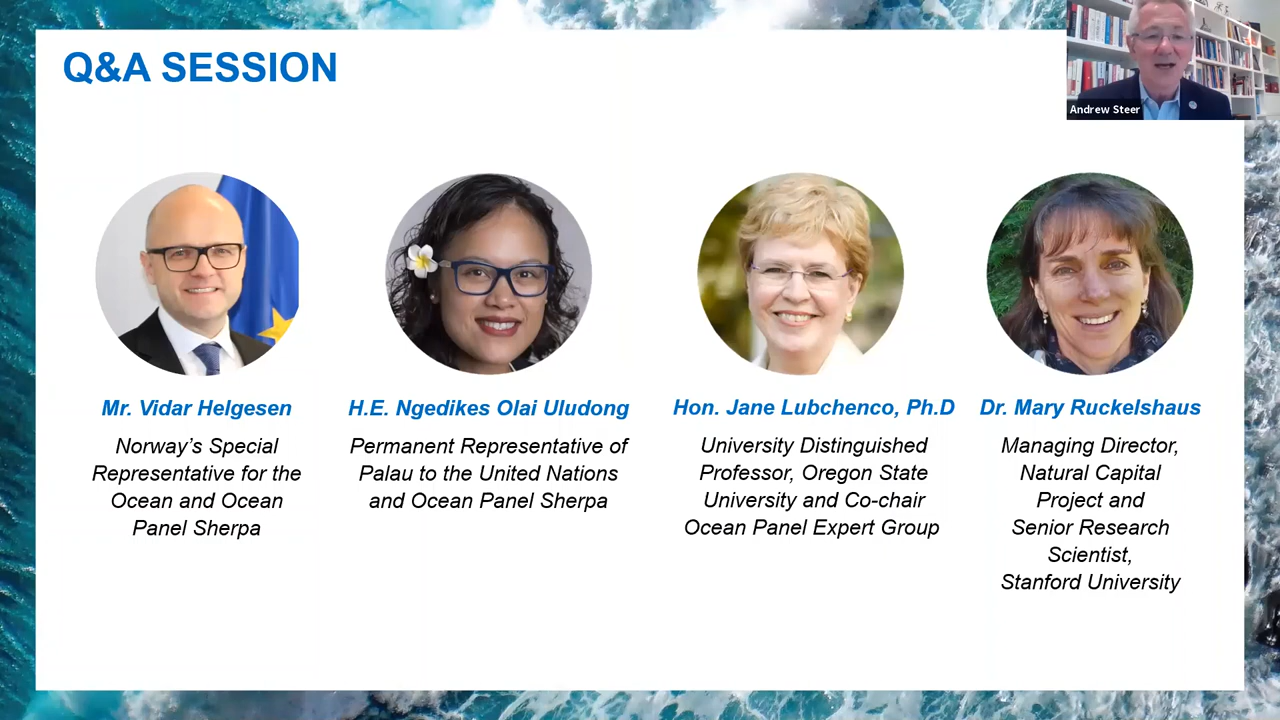 Q&A SESSION
Andrew Steer
Mr. Vidar Helgesen
Norway's Special
Representative for the
Ocean and Ocean
Panel Sherpa
H.E. Ngedikes Olai Uludong
Permanent Representative of
Palau to the United Nations
and Ocean Panel Sherpa
Hon. Jane Lubchenco, Ph.D
University Distinguished
Professor, Oregon State
University and Co-chair
Ocean Panel Expert Group
Dr. Mary Ruckelshaus
Managing Director,
Natural Capital
Project and
Senior Research
Scientist,
Stanford University